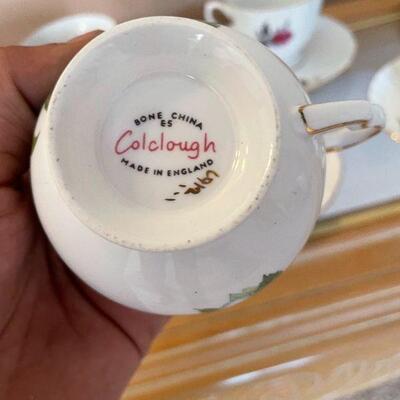 BONE CHINA
ES
Colclough
MADE IN ENGLAND